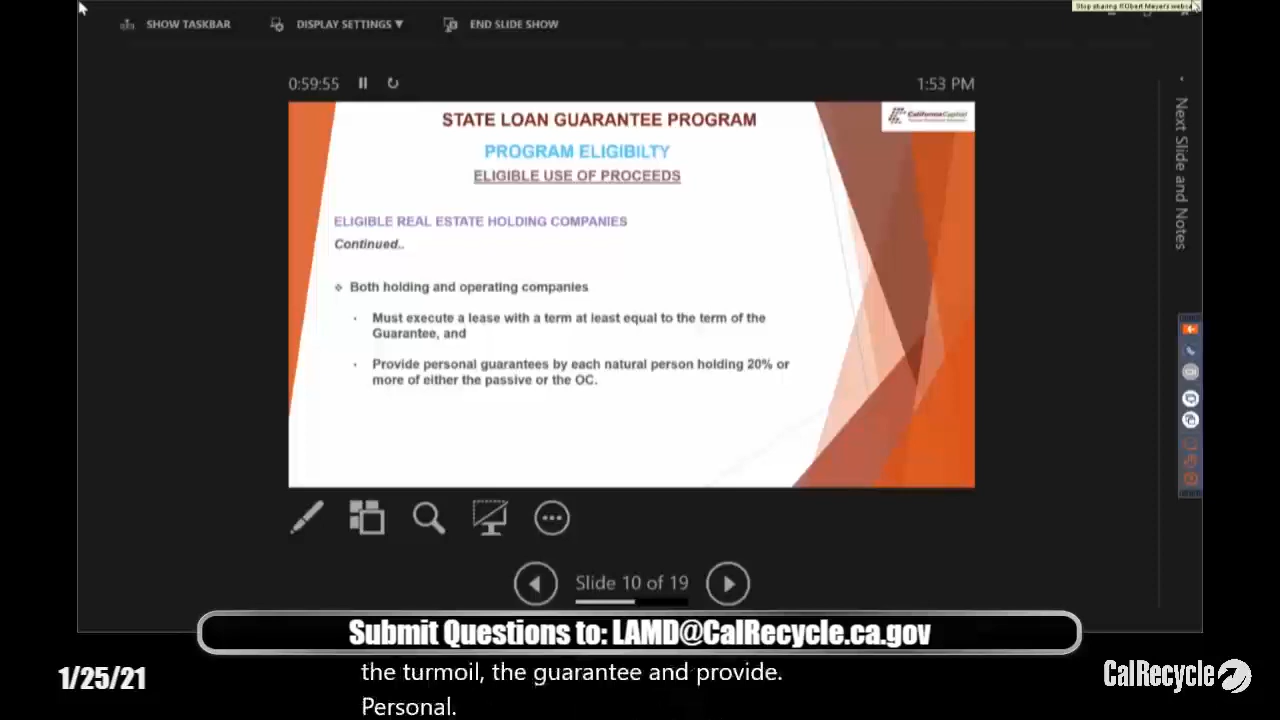 Stop sharing
SHOW TASKBAR
DISPLAY SETTINGS ▼
END SLIDE SHOW
0:59:55
1:53 PM
STATE LOAN GUARANTEE PROGRAM
CaliforniaCapital
PROGRAM ELIGIBILTY
ELIGIBLE USE OF PROCEEDS
ELIGIBLE REAL ESTATE HOLDING COMPANIES
Continued..
Both holding and operating companies
Must execute a lease with a term at least equal to the term of the
Guarantee, and
Provide personal guarantees by each natural person holding 20% or
more of either the passive or the OC.
Next Slide and Notes
Slide 10 of 19
Submit Questions to: LAMD@CalRecycle.ca.gov
the turmoil, the guarantee and provide.
Personal.
1/25/21
CalRecycle